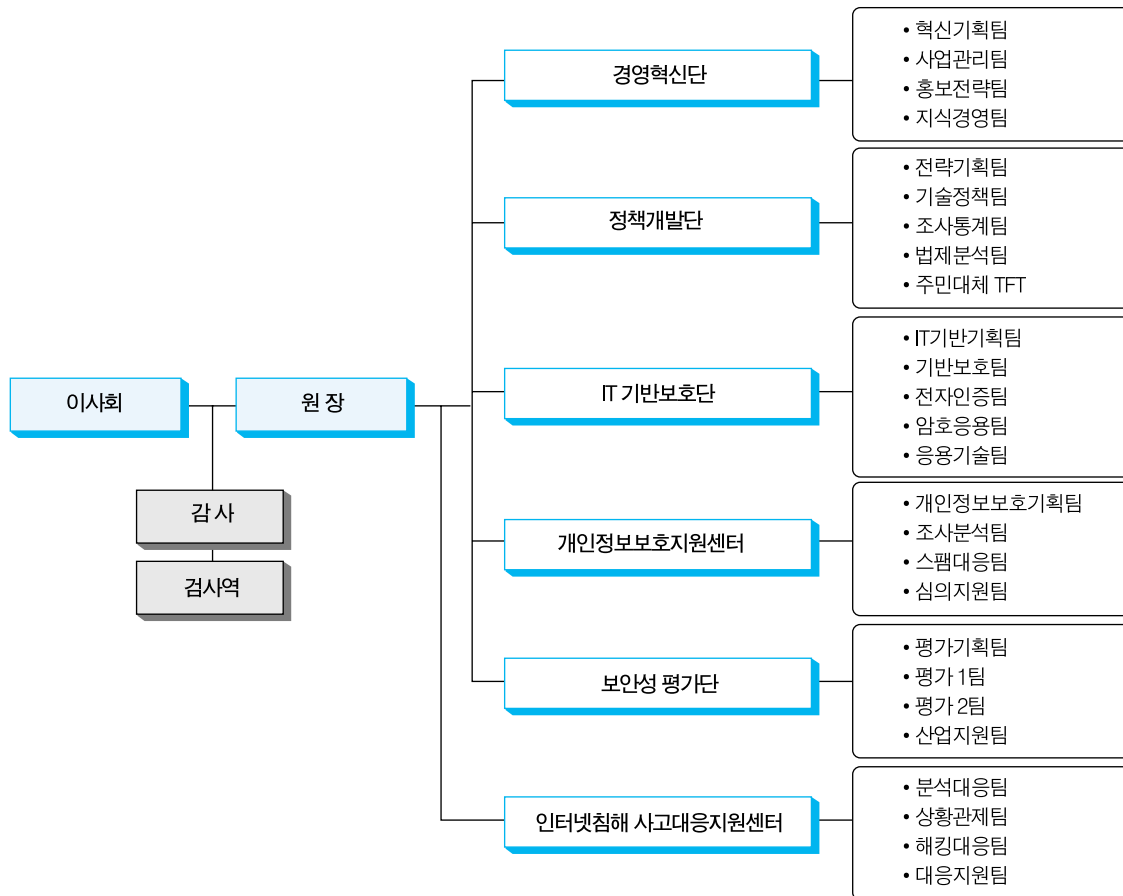 이사회
원 장
감 사
검사역
경영혁신단
• 혁신기획팀
• 사업관리팀
• 홍보전략팀
• 지식경영팀
정책개발단
• 전략기획팀
• 기술정책팀
• 조사통계팀
• 법제분석팀
• 주민대체 TFT
IT 기반보호단
• IT기반기획팀
• 기반보호팀
• 전자인증팀
• 암호응용팀
• 응용기술팀
개인정보보호지원센터
• 개인정보보호기획팀
• 조사분석팀
• 스팸대응팀
• 심의지원팀
보안성 평가단
• 평가기획팀
• 평가 1팀
• 평가 2팀
• 산업지원팀
인터넷침해 사고대응지원센터
• 분석대응팀
• 상황관제팀
• 해킹대응팀
• 대응지원팀